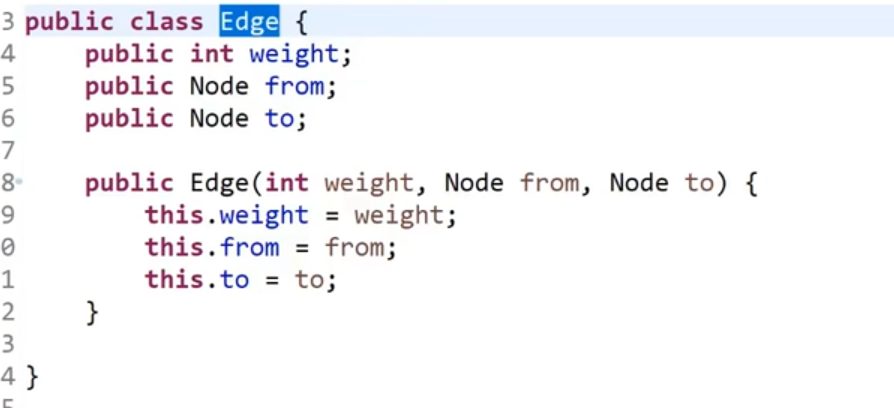 3 public class Edge {
4     public int weight;
5     public Node from;
6     public Node to;
7
8     public Edge(int weight, Node from, Node to) {
9         this.weight = weight;
0         this.from = from;
1         this.to = to;
2     }
3
4 }